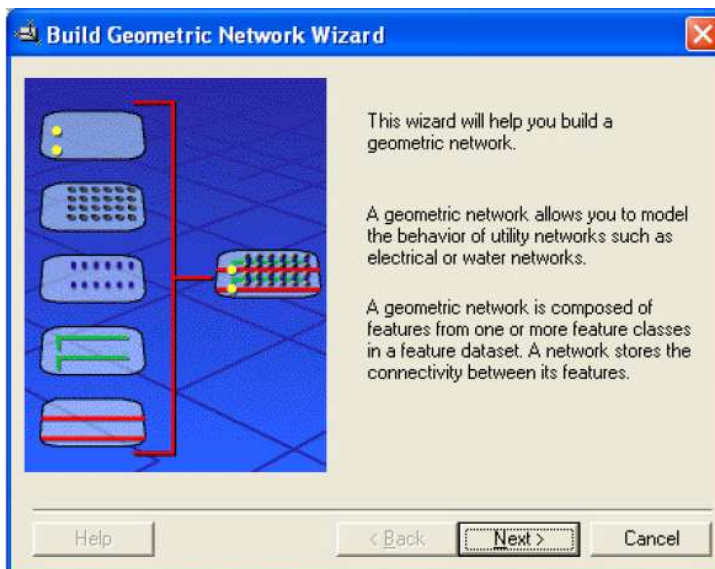 Build Geometric Network Wizard
This wizard will help you build a
geometric network.
A geometric network allows you to model
the behavior of utility networks such as
electrical or water networks.
A geometric network is composed of
features from one or more feature classes
in a feature dataset. A network stores the
connectivity between its features.
Help
< Back
Next >
Cancel